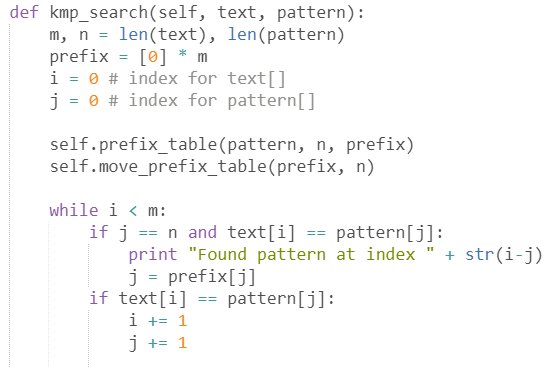 def kmp_search(self, text, pattern):
    m, n = len(text), len(pattern)
    prefix = [0] * m
    i = 0 # index for text[]
    j = 0 # index for pattern[]

    self.prefix_table(pattern, n, prefix)
    self.move_prefix_table(prefix, n)

    while i < m:
        if j == n and text[i] == pattern[j]:
            print "Found pattern at index " + str(i-j)
            j = prefix[j]
        if text[i] == pattern[j]:
            i += 1
            j += 1